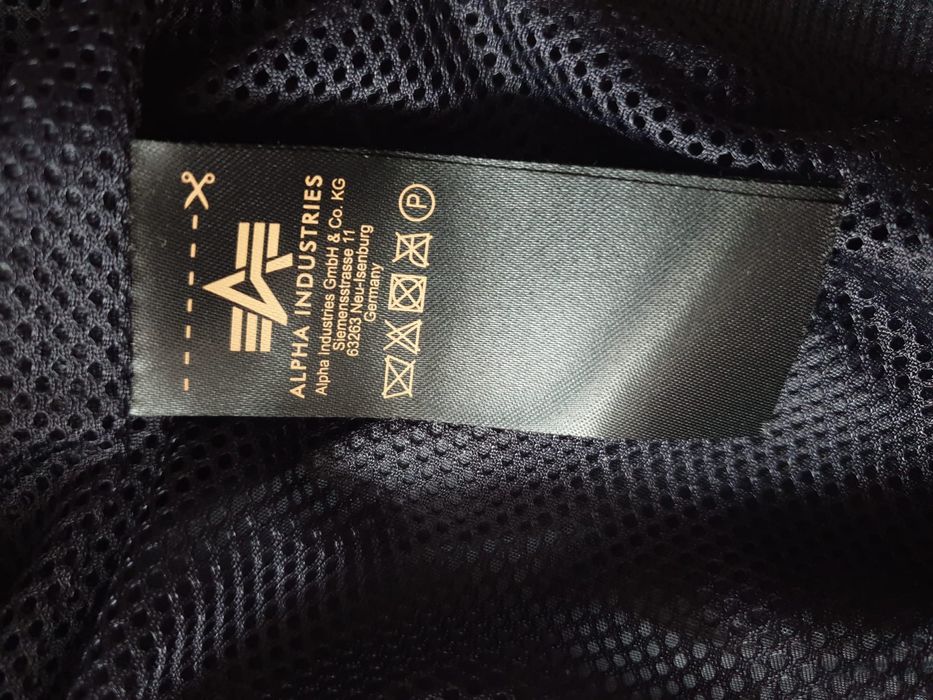 ALPHA INDUSTRIES
Alpha Industries GmbH & Co. KG
Siemensstrasse 11
63263 Neu-Isenburg
Germany
P